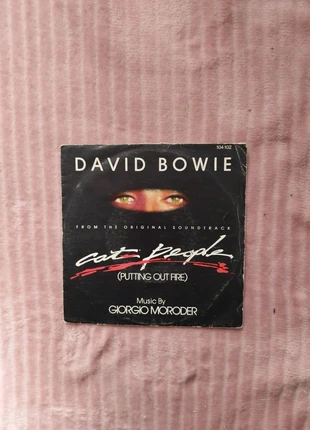 104 102
DAVID BOWIE
FROM THE ORIGINAL SOUNDTRACK
cat people
(PUTTING OUT FIRE)
Music By
GIORGIO MORODER